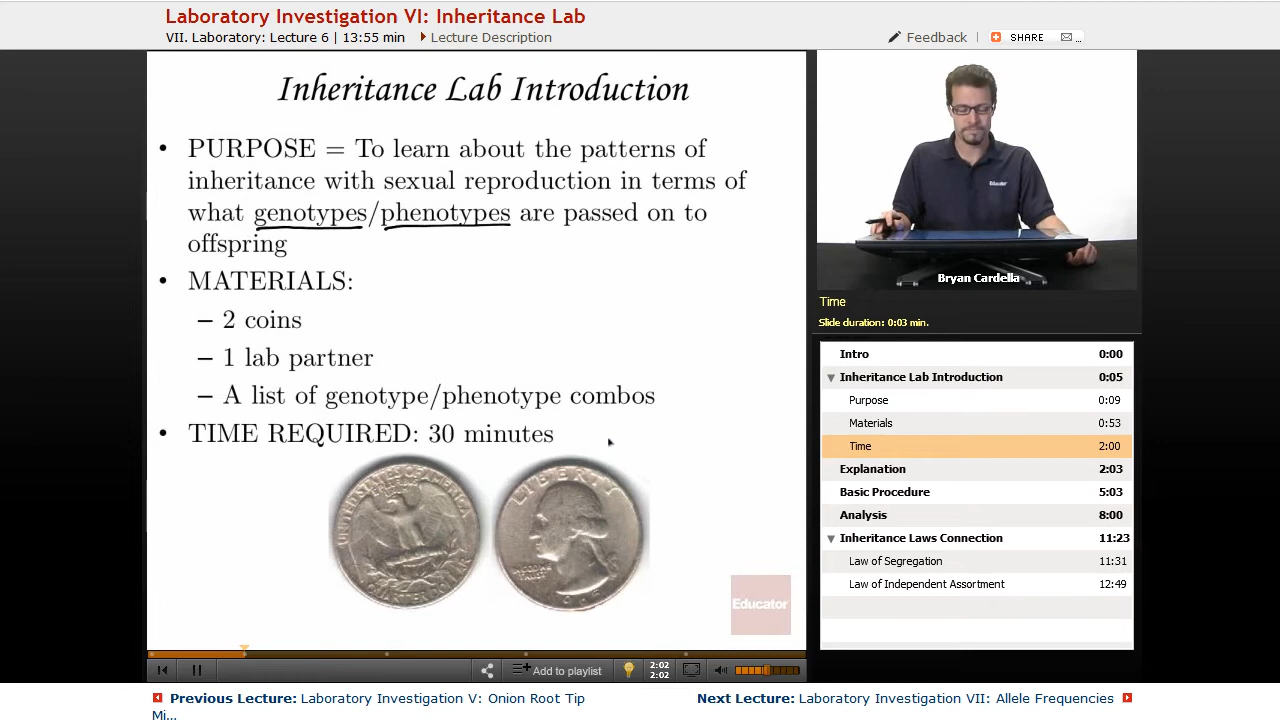 Laboratory Investigation VI: Inheritance Lab
VII. Laboratory: Lecture 6 | 13:55 min
Lecture Description
Feedback
SHARE
Inheritance Lab Introduction
• PURPOSE = To learn about the patterns of
inheritance with sexual reproduction in terms of
what genotypes/phenotypes are passed on to
offspring
• MATERIALS:
– 2 coins
– 1 lab partner
– A list of genotype/phenotype combos
• TIME REQUIRED: 30 minutes
UNITED STATES OF AMERICA
QUARTER DOLLAR
LIBERTY
Educator
Educator
Bryan Cardella
Time
Slide duration: 0:03 min.
Intro 0:00
Inheritance Lab Introduction 0:05
Purpose 0:09
Materials 0:53
Time 2:00
Explanation 2:03
Basic Procedure 5:03
Analysis 8:00
Inheritance Laws Connection 11:23
Law of Segregation 11:31
Law of Independent Assortment 12:49
Add to playlist
2:02
2:02
Previous Lecture: Laboratory Investigation V: Onion Root Tip
Mi...
Next Lecture: Laboratory Investigation VII: Allele Frequencies